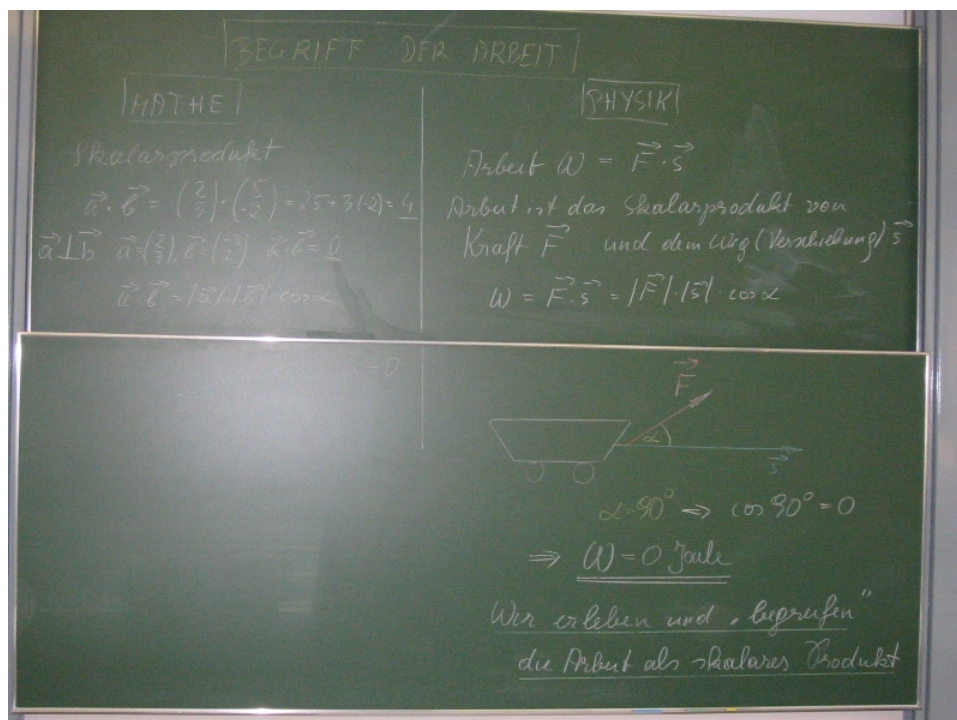 BEGRIFF DER ARBEIT
MATHE
Skalarprodukt
a⃗ · b⃗ = (2 3) · (5 -2) = 2·5+3·(-2) = 4
a⃗ ⊥ b⃗ a⃗ = (2 3), b⃗ = a⃗ · b⃗ = 0
a⃗ · b⃗ = |a⃗| · |b⃗| · cos α
= 0
PHYSIK
Arbeit W = F⃗ · s⃗
Arbeit ist das Skalarprodukt von
Kraft F⃗ und dem Weg (Verschiebung) s⃗
W = F⃗ · s⃗ = |F⃗| · |s⃗| · cos α
F⃗
α
s⃗
α = 90° ⇒ cos 90° = 0
⇒ W = 0 Joule
Wir erleben und „begreifen"
die Arbeit als skalares Produkt